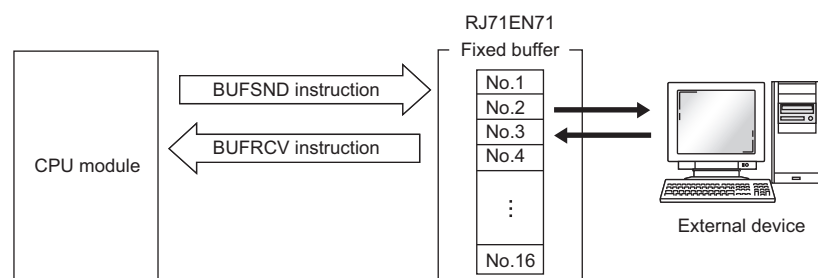 RJ71EN71
Fixed buffer
BUFSND instruction
BUFRCV instruction
CPU module
No.1
No.2
No.3
No.4
⋮
No.16
External device